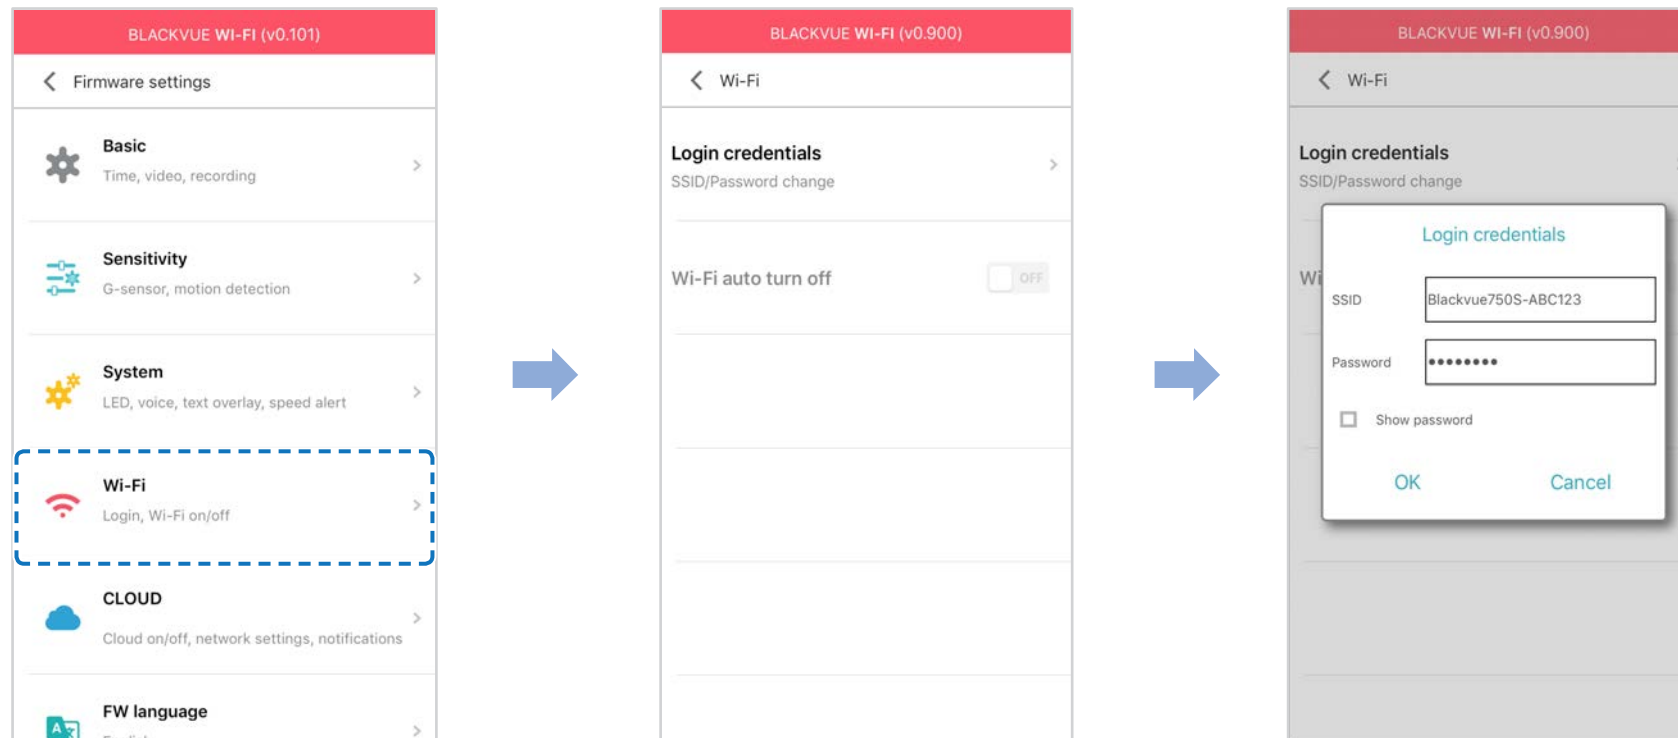 BLACKVUE WI-FI (v0.101)
Firmware settings
Basic
Time, video, recording
Sensitivity
G-sensor, motion detection
System
LED, voice, text overlay, speed alert
Wi-Fi
Login, Wi-Fi on/off
CLOUD
Cloud on/off, network settings, notifications
FW language
BLACKVUE WI-FI (v0.900)
Wi-Fi
Login credentials
SSID/Password change
Wi-Fi auto turn off
OFF
BLACKVUE WI-FI (v0.900)
Wi-Fi
Login credentials
SSID/Password change
Wi
Login credentials
SSID
Blackvue750S-ABC123
Password
••••••••
Show password
OK
Cancel